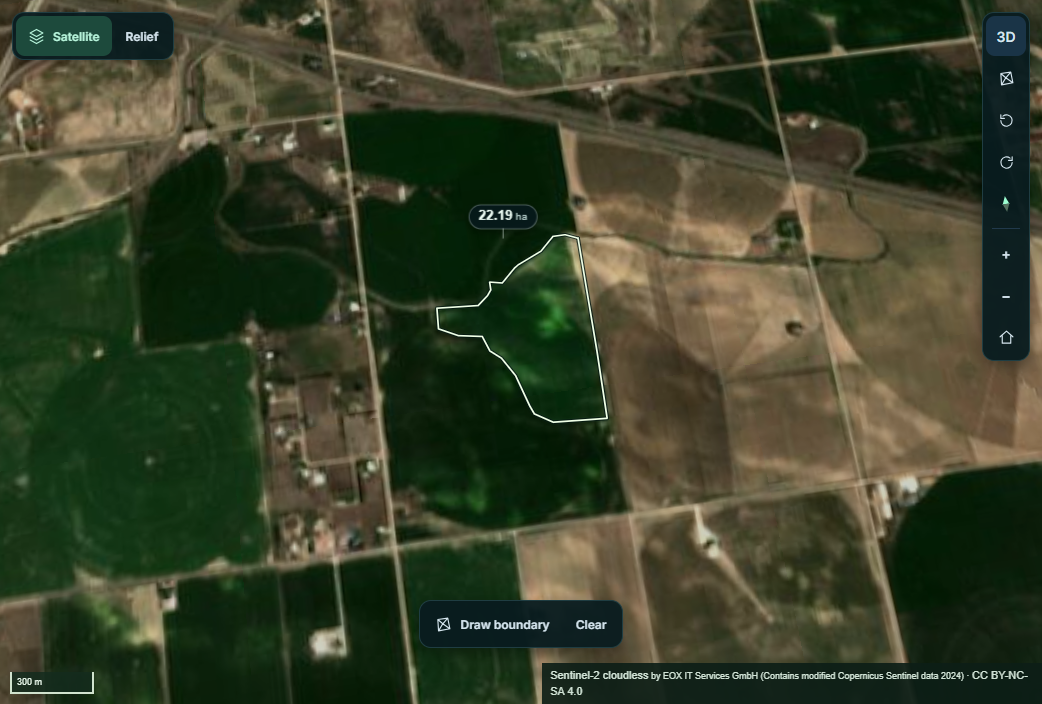 Satellite
Relief
3D
22.19 ha
+
−
Draw boundary
Clear
300 m
Sentinel-2 cloudless by EOX IT Services GmbH (Contains modified Copernicus Sentinel data 2024) · CC BY-NC-
SA 4.0